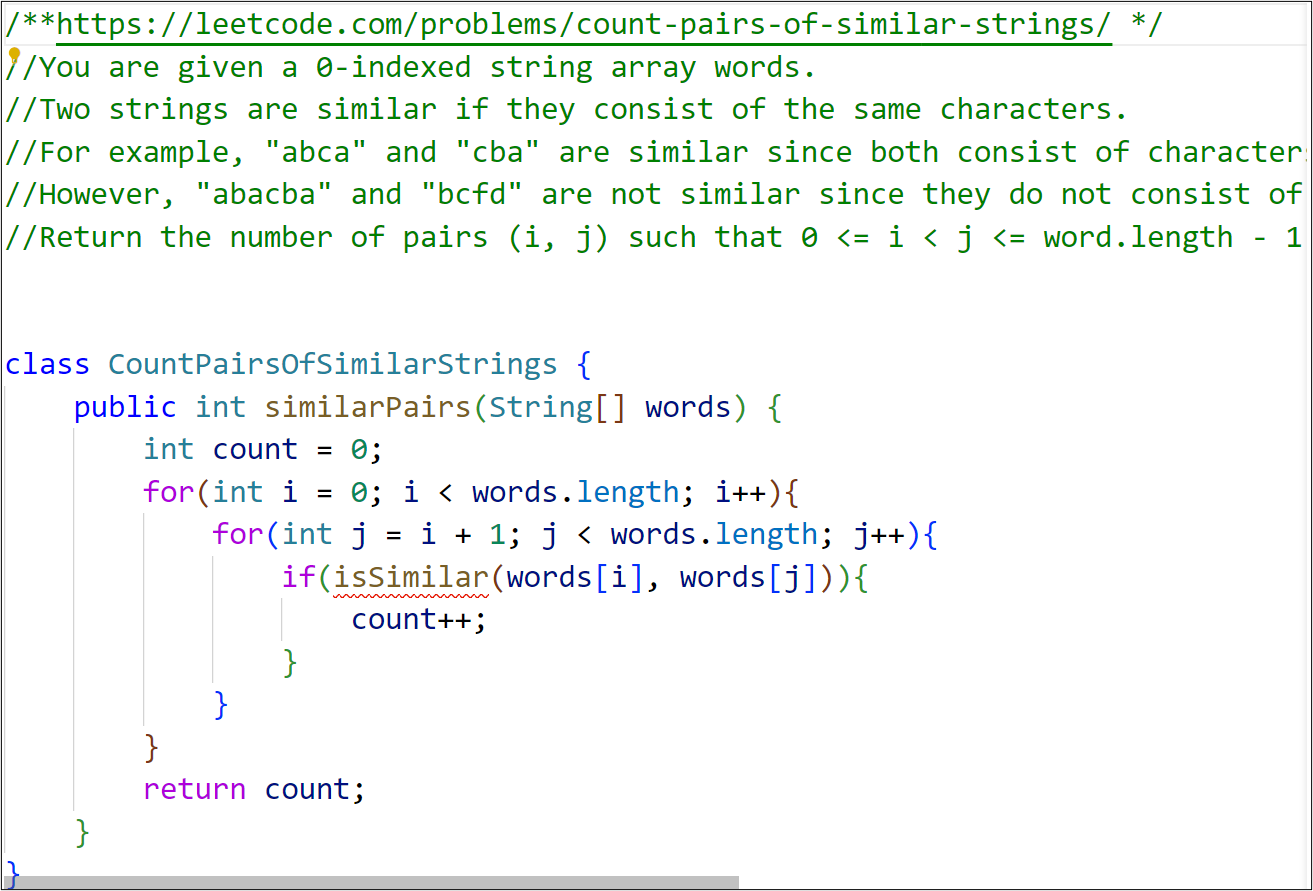 /**https://leetcode.com/problems/count-pairs-of-similar-strings/ */
//You are given a 0-indexed string array words.
//Two strings are similar if they consist of the same characters.
//For example, "abca" and "cba" are similar since both consist of character
//However, "abacba" and "bcfd" are not similar since they do not consist of
//Return the number of pairs (i, j) such that 0 <= i < j <= word.length - 1
class CountPairsOfSimilarStrings {
    public int similarPairs(String[] words) {
        int count = 0;
        for(int i = 0; i < words.length; i++){
            for(int j = i + 1; j < words.length; j++){
                if(isSimilar(words[i], words[j])){
                    count++;
                }
            }
        }
        return count;
    }
}